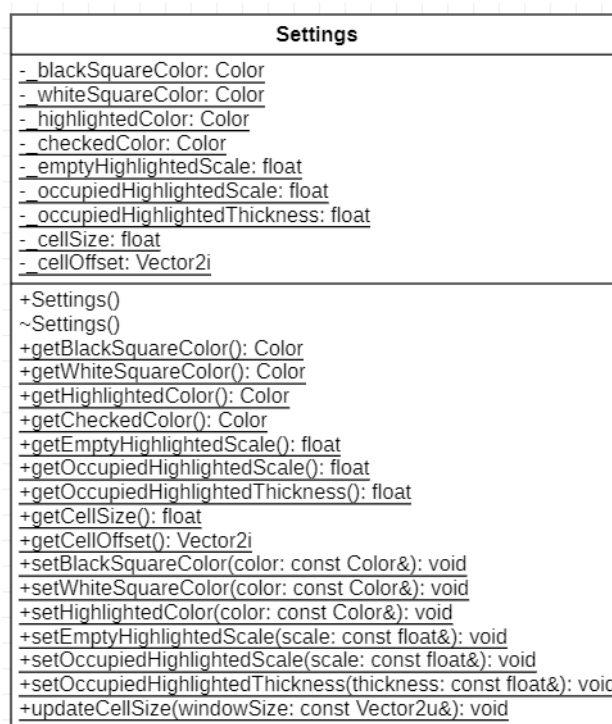 Settings
-_blackSquareColor: Color
-_whiteSquareColor: Color
-_highlightedColor: Color
-_checkedColor: Color
-_emptyHighlightedScale: float
-_occupiedHighlightedScale: float
-_occupiedHighlightedThickness: float
-_cellSize: float
-_cellOffset: Vector2i
+Settings()
~Settings()
+getBlackSquareColor(): Color
+getWhiteSquareColor(): Color
+getHighlightedColor(): Color
+getCheckedColor(): Color
+getEmptyHighlightedScale(): float
+getOccupiedHighlightedScale(): float
+getOccupiedHighlightedThickness(): float
+getCellSize(): float
+getCellOffset(): Vector2i
+setBlackSquareColor(color: const Color&): void
+setWhiteSquareColor(color: const Color&): void
+setHighlightedColor(color: const Color&): void
+setEmptyHighlightedScale(scale: const float&): void
+setOccupiedHighlightedScale(scale: const float&): void
+setOccupiedHighlightedThickness(thickness: const float&): void
+updateCellSize(windowSize: const Vector2u&): void